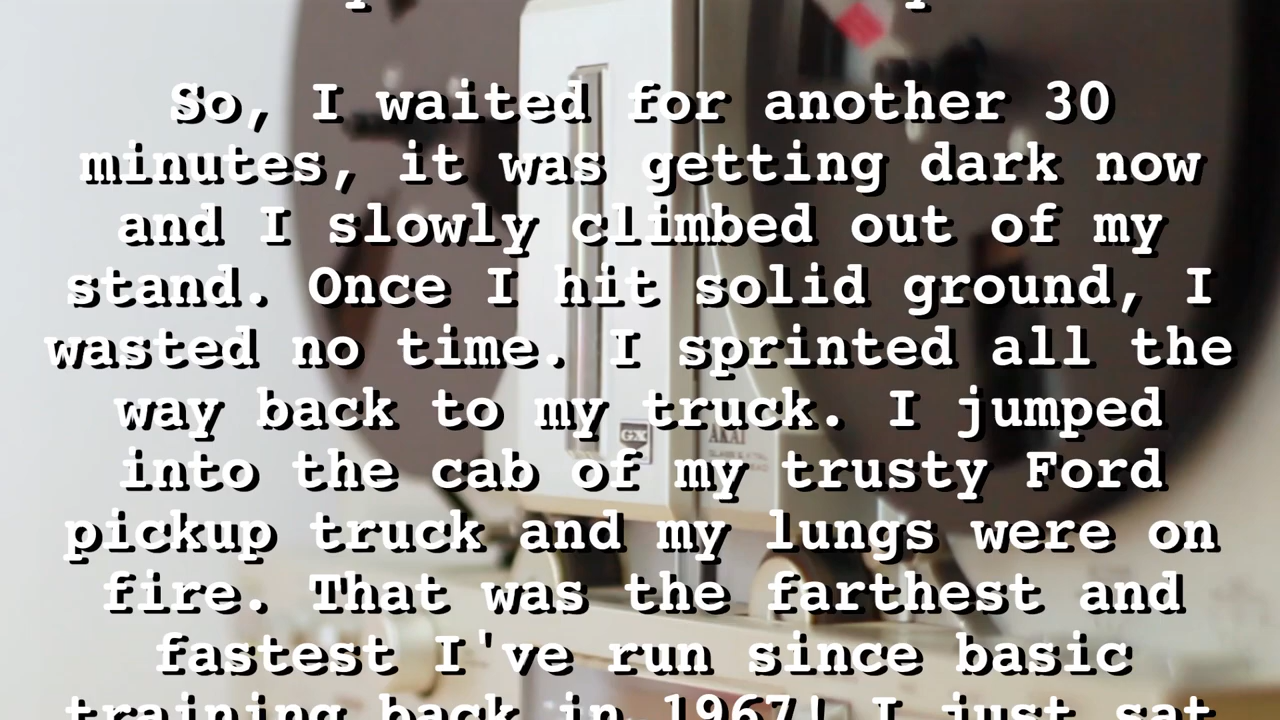 So, I waited for another 30
minutes, it was getting dark now
and I slowly climbed out of my
stand. Once I hit solid ground, I
wasted no time. I sprinted all the
way back to my truck. I jumped
into the cab of my trusty Ford
pickup truck and my lungs were on
fire. That was the farthest and
fastest I've run since basic
training back in 1967! I just sat
GX
AKAI